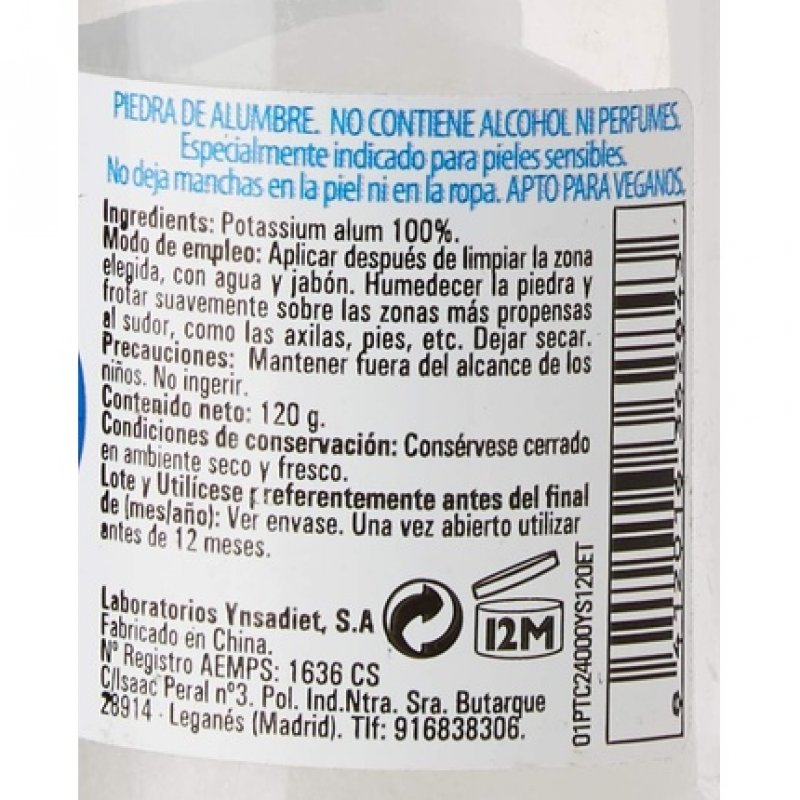 PIEDRA DE ALUMBRE. NO CONTIENE ALCOHOL NI PERFUMES.
Especialmente indicado para pieles sensibles.
No deja manchas en la piel ni en la ropa. APTO PARA VEGANOS.
Ingredients: Potassium alum 100%.
Modo de empleo: Aplicar después de limpiar la zona
elegida, con agua y jabón. Humedecer la piedra y
frotar suavemente sobre las zonas más propensas
al sudor, como las axilas, pies, etc. Dejar secar.
Precauciones: Mantener fuera del alcance de los
niños. No ingerir.
Contenido neto: 120 g.
Condiciones de conservación: Consérvese cerrado
en ambiente seco y fresco.
Lote y Utilícese preferentemente antes del final
de (mes/año): Ver envase. Una vez abierto utilizar
antes de 12 meses.
Laboratorios Ynsadiet, S.A
Fabricado en China.
Nº Registro AEMPS: 1636 CS
C/Isaac Peral nº3. Pol. Ind.Ntra. Sra. Butarque
28914 - Leganés (Madrid). Tlf: 916838306.
12M
01PTC24000YS120ET